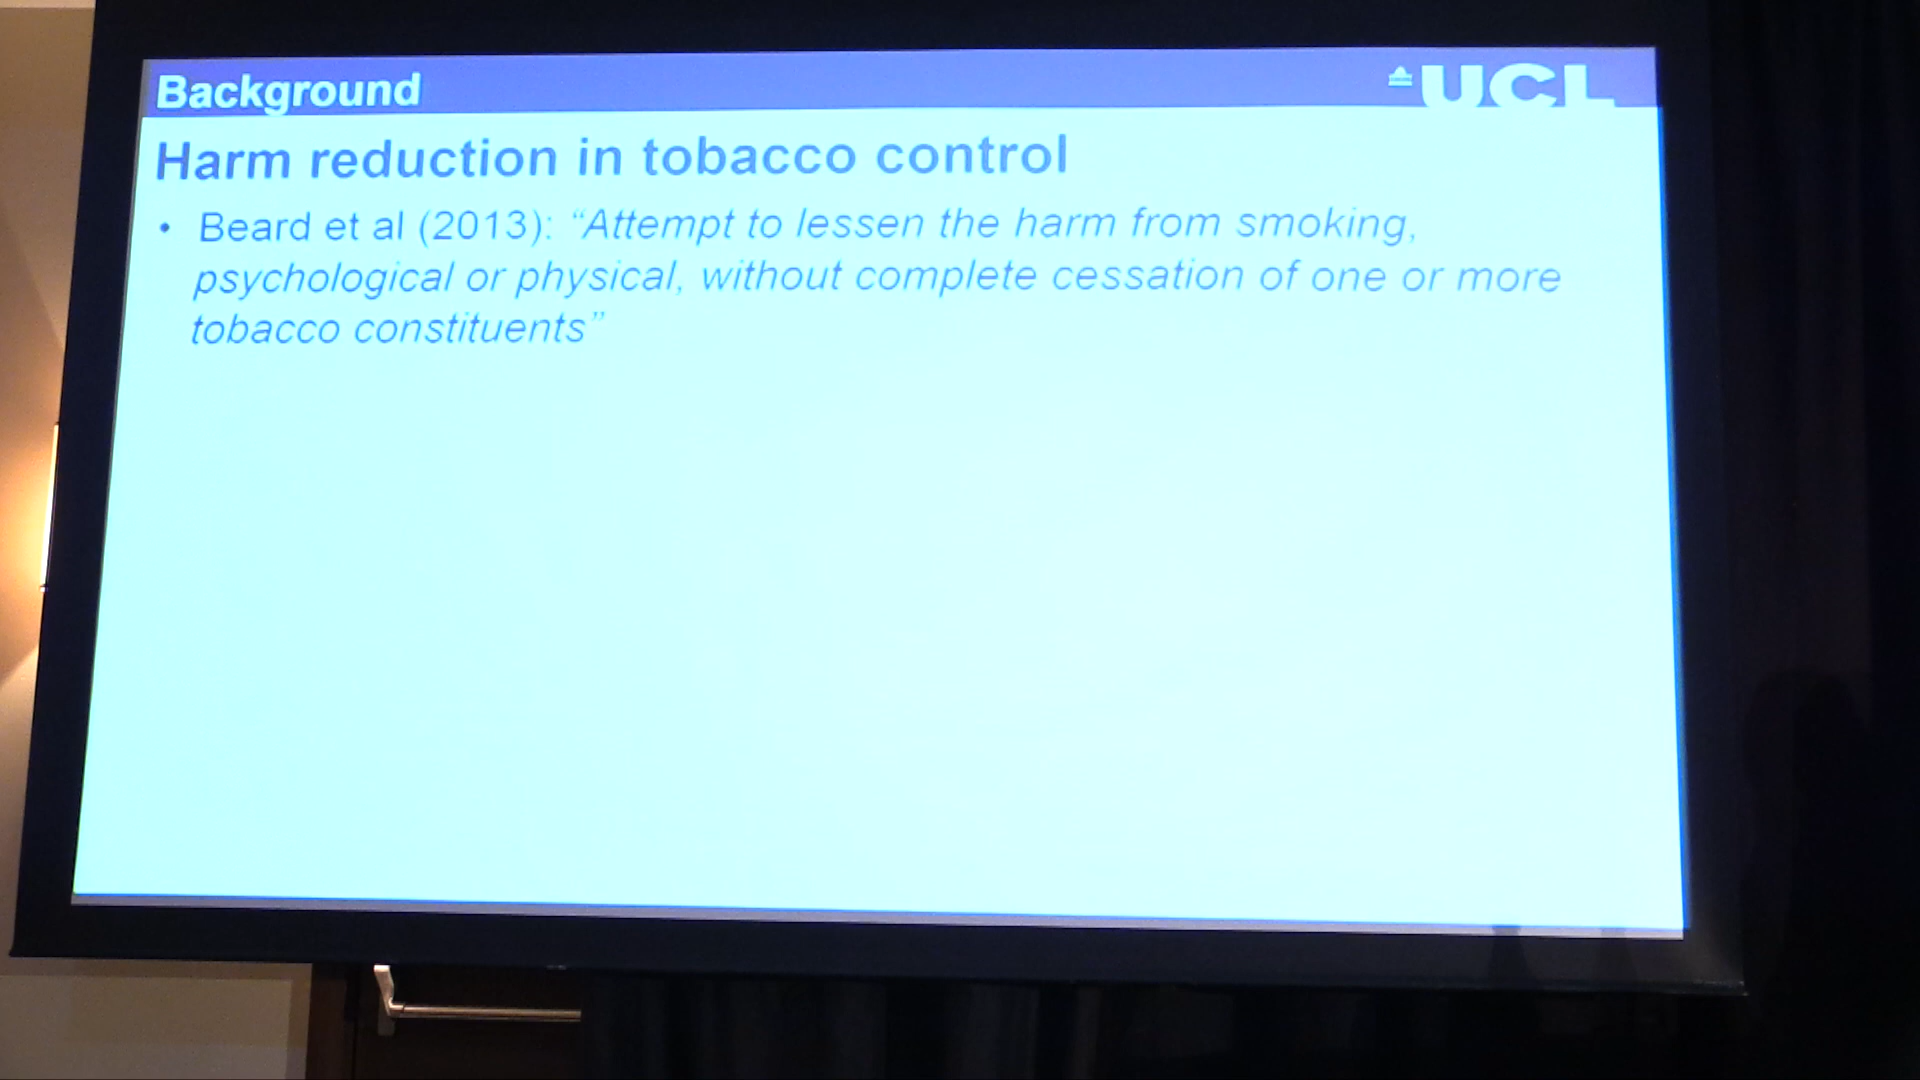 Background
UCL
Harm reduction in tobacco control
• Beard et al (2013): “Attempt to lessen the harm from smoking,
psychological or physical, without complete cessation of one or more
tobacco constituents”